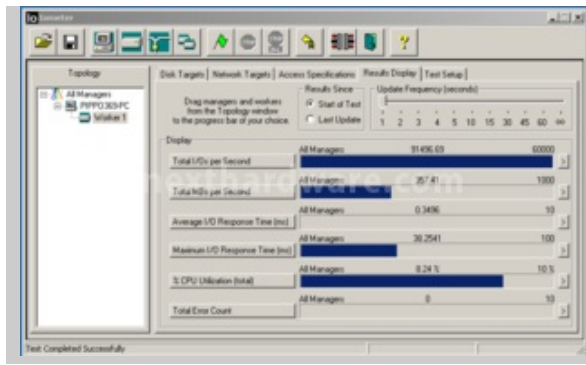 Iometer
Topology
All Managers
PIPPO369-PC
Worker 1
Disk Targets
Network Targets
Access Specifications
Results Display
Test Setup
Drag managers and workers
from the Topology window
to the progress bar of your choice.
Results Since
Start of Test
Last Update
Update Frequency (seconds)
1 2 3 4 5 10 15 30 45 60 ∞
Display
Total I/Os per Second
All Managers
91496.69
60000
Total MBs per Second
All Managers
357.41
1000
Average I/O Response Time (ms)
All Managers
0.3496
10
Maximum I/O Response Time (ms)
All Managers
38.2541
100
% CPU Utilization (total)
All Managers
8.24 %
10 %
Total Error Count
All Managers
0
10
nexthardware.com
Test Completed Successfully